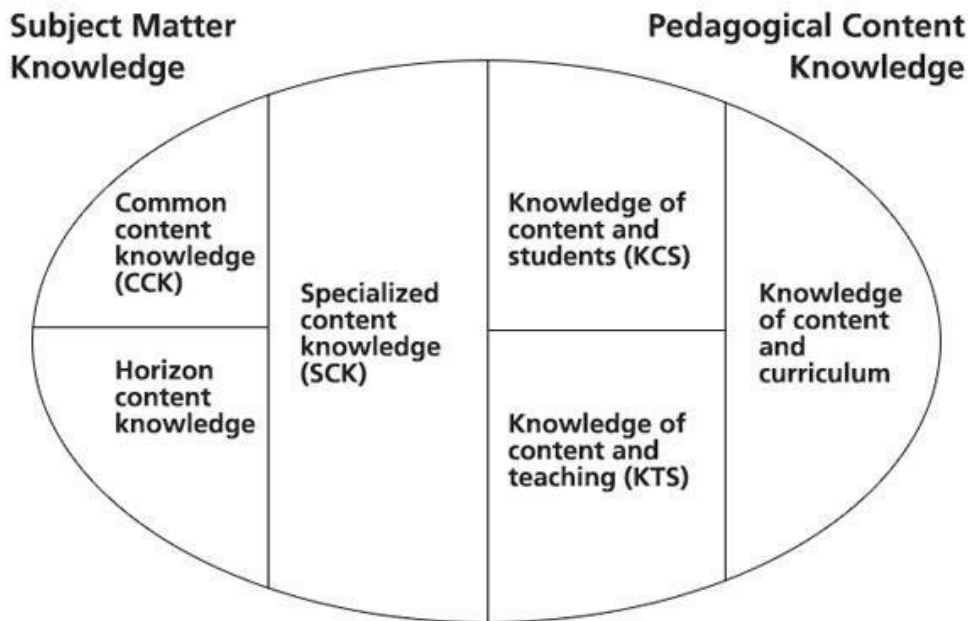 Subject Matter
Knowledge
Pedagogical Content
Knowledge
Common
content
knowledge
(CCK)
Horizon
content
knowledge
Specialized
content
knowledge
(SCK)
Knowledge of
content and
students (KCS)
Knowledge of
content and
teaching (KTS)
Knowledge
of content
and
curriculum